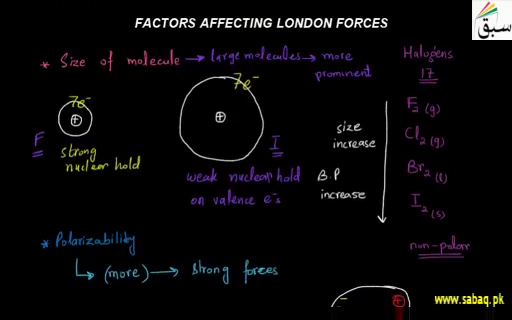 FACTORS AFFECTING LONDON FORCES
سبق
* Size of molecule → large molecules → more prominent
Halogens
17
7e⁻
+
F
strong
nuclear hold
7e⁻
+
I
weak nuclear hold
on valence e⁻s
size
increase
B.P
increase
F₂ (g)
Cl₂ (g)
Br₂ (l)
I₂ (s)
non-polar
* Polarizability
↳ (more) → strong forces
−
+
www.sabaq.pk